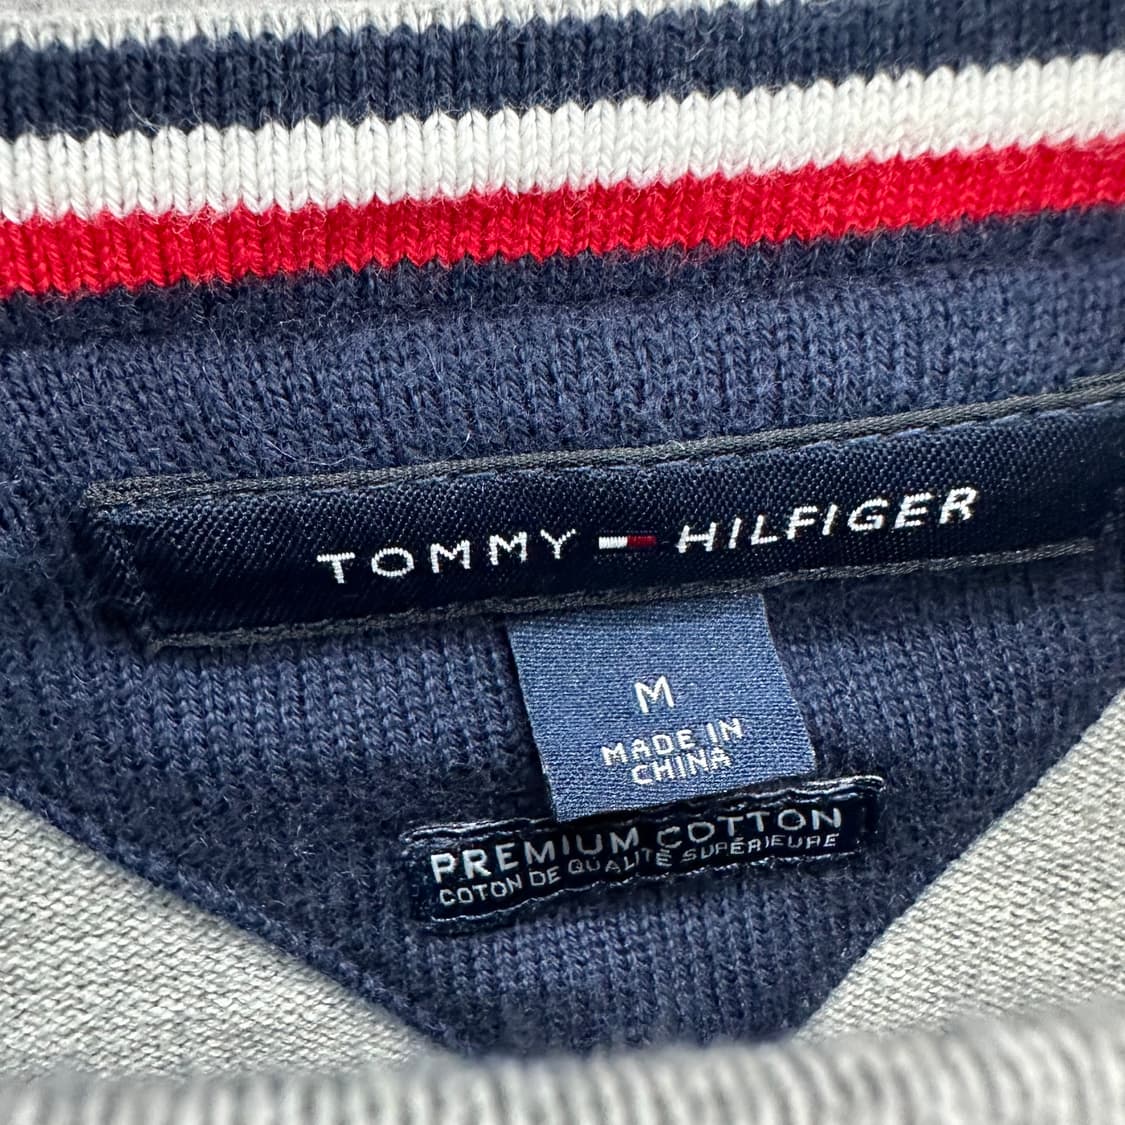 TOMMY HILFIGER
M
MADE IN
CHINA
PREMIUM COTTON
COTON DE QUALITÉ SUPÉRIEURE